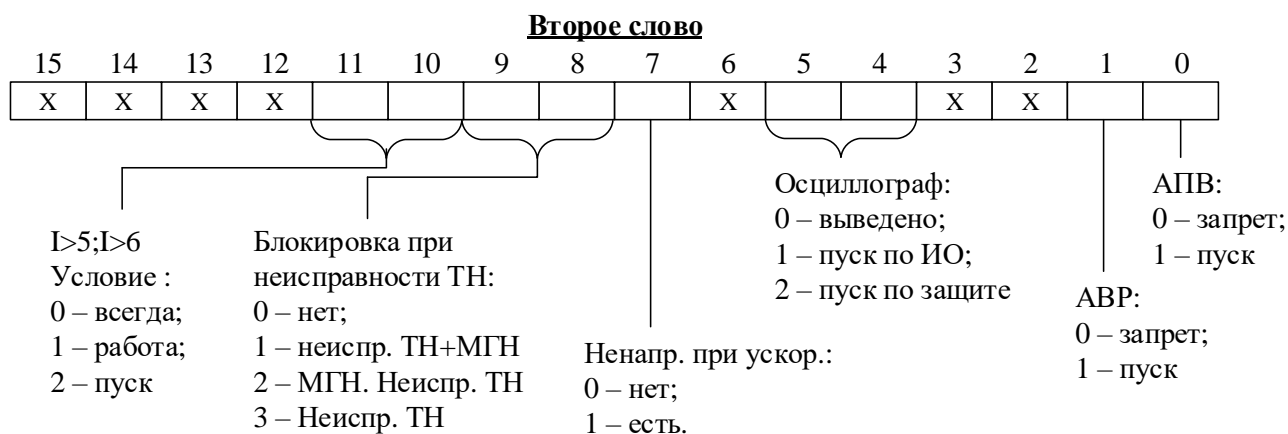 Второе слово
15 14 13 12 11 10 9 8 7 6 5 4 3 2 1 0
X X X X X X X
I>5;I>6
Условие :
0 – всегда;
1 – работа;
2 – пуск
Блокировка при
неисправности ТН:
0 – нет;
1 – неиспр. ТН+МГН
2 – МГН. Неиспр. ТН
3 – Неиспр. ТН
Ненапр. при ускор.:
0 – нет;
1 – есть.
Осциллограф:
0 – выведено;
1 – пуск по ИО;
2 – пуск по защите
АВР:
0 – запрет;
1 – пуск
АПВ:
0 – запрет;
1 – пуск